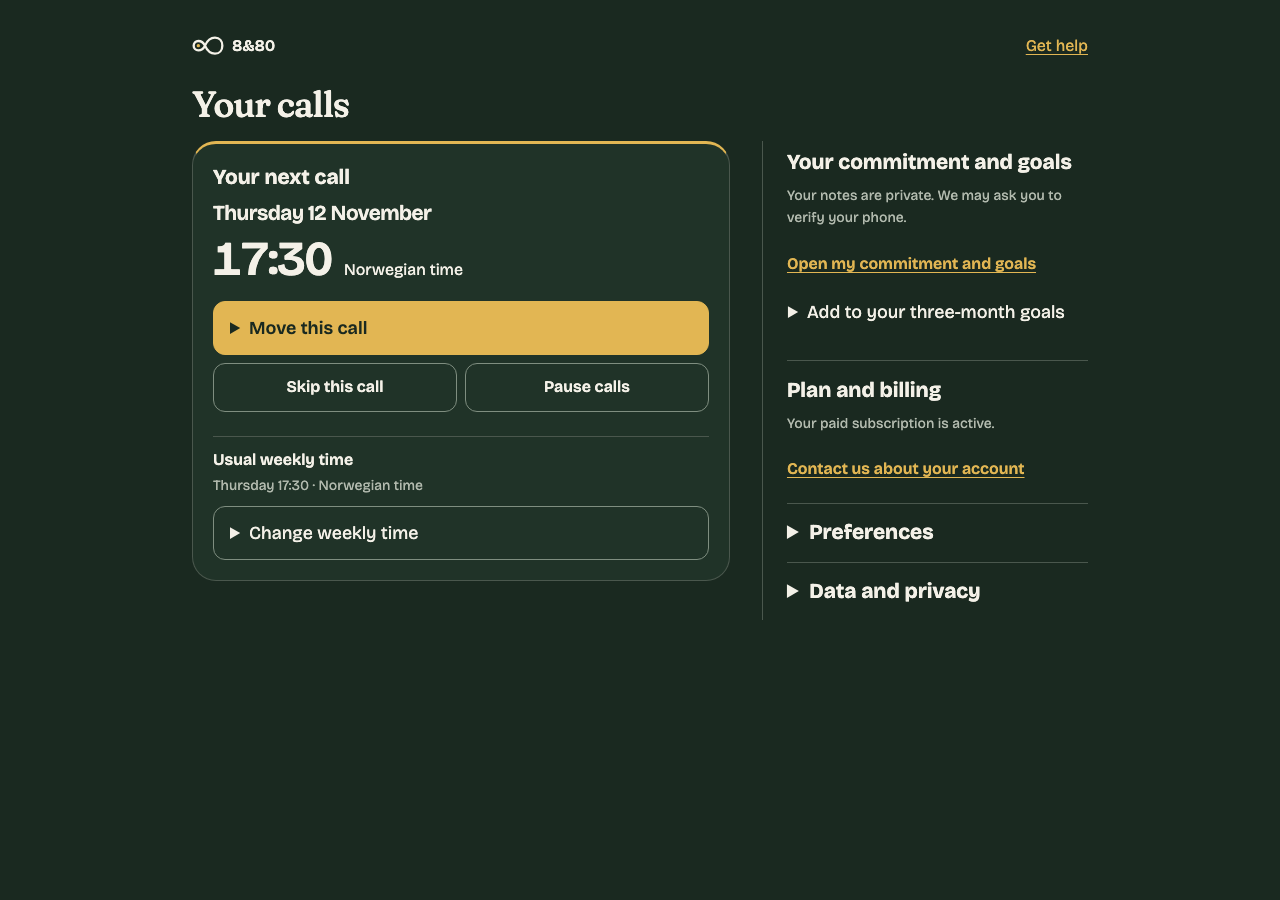 8&80
Get help
Your calls
Your next call
Thursday 12 November
17:30 Norwegian time
Move this call
Skip this call
Pause calls
Usual weekly time
Thursday 17:30 · Norwegian time
Change weekly time
Your commitment and goals
Your notes are private. We may ask you to
verify your phone.
Open my commitment and goals
Add to your three-month goals
Plan and billing
Your paid subscription is active.
Contact us about your account
Preferences
Data and privacy